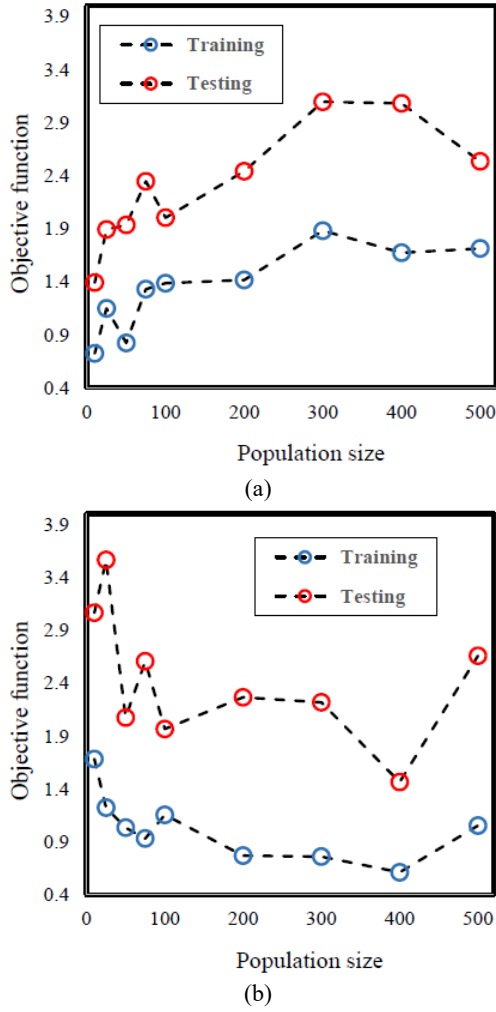 3.9
3.4
2.9
2.4
1.9
1.4
0.9
0.4
Objective function
Training
Testing
0 100 200 300 400 500
Population size
(a)
3.9
3.4
2.9
2.4
1.9
1.4
0.9
0.4
Objective function
Training
Testing
0 100 200 300 400 500
Population size
(b)